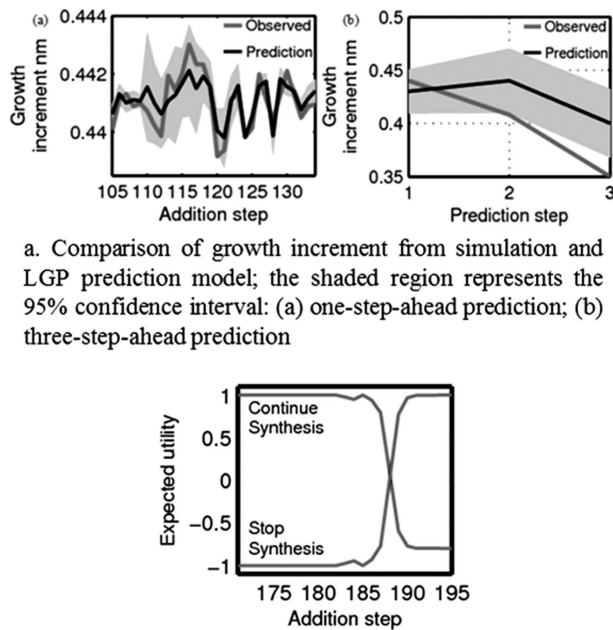 (a)
0.444
0.442
0.44
Growth
increment nm
Observed
Prediction
105 110 115 120 125 130
Addition step
(b)
0.5
0.45
0.4
0.35
Growth
increment nm
Observed
Prediction
1 2 3
Prediction step
a. Comparison of growth increment from simulation and
LGP prediction model; the shaded region represents the
95% confidence interval: (a) one-step-ahead prediction; (b)
three-step-ahead prediction
Expected utility
1
0.5
0
−0.5
−1
Continue
Synthesis
Stop
Synthesis
175 180 185 190 195
Addition step